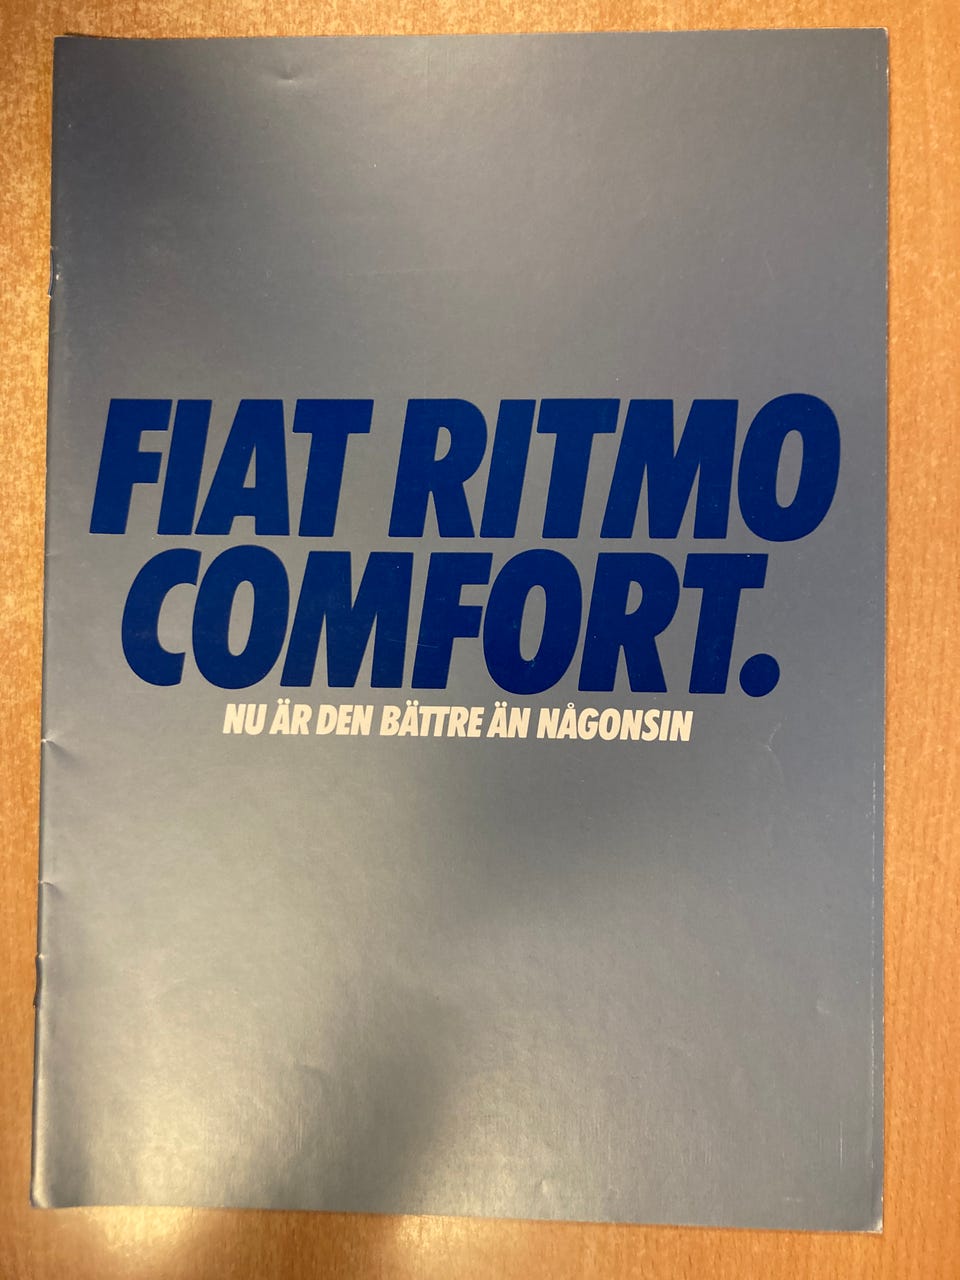 FIAT RITMO
COMFORT.
NU ÄR DEN BÄTTRE ÄN NÅGONSIN